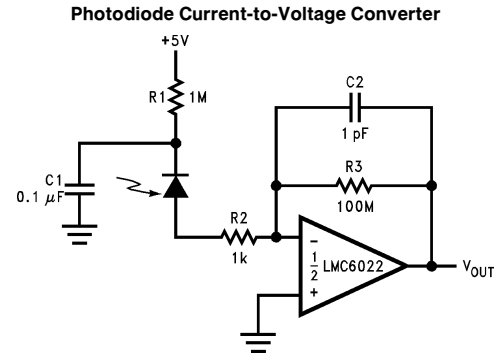 Photodiode Current-to-Voltage Converter
+5V
R1 1M
C1
0.1 μF
C2
1 pF
R3
100M
R2
1k
−
1/2 LMC6022
+
VOUT